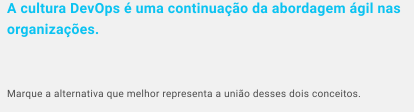 A cultura DevOps é uma continuação da abordagem ágil nas
organizações.
Marque a alternativa que melhor representa a união desses dois conceitos.